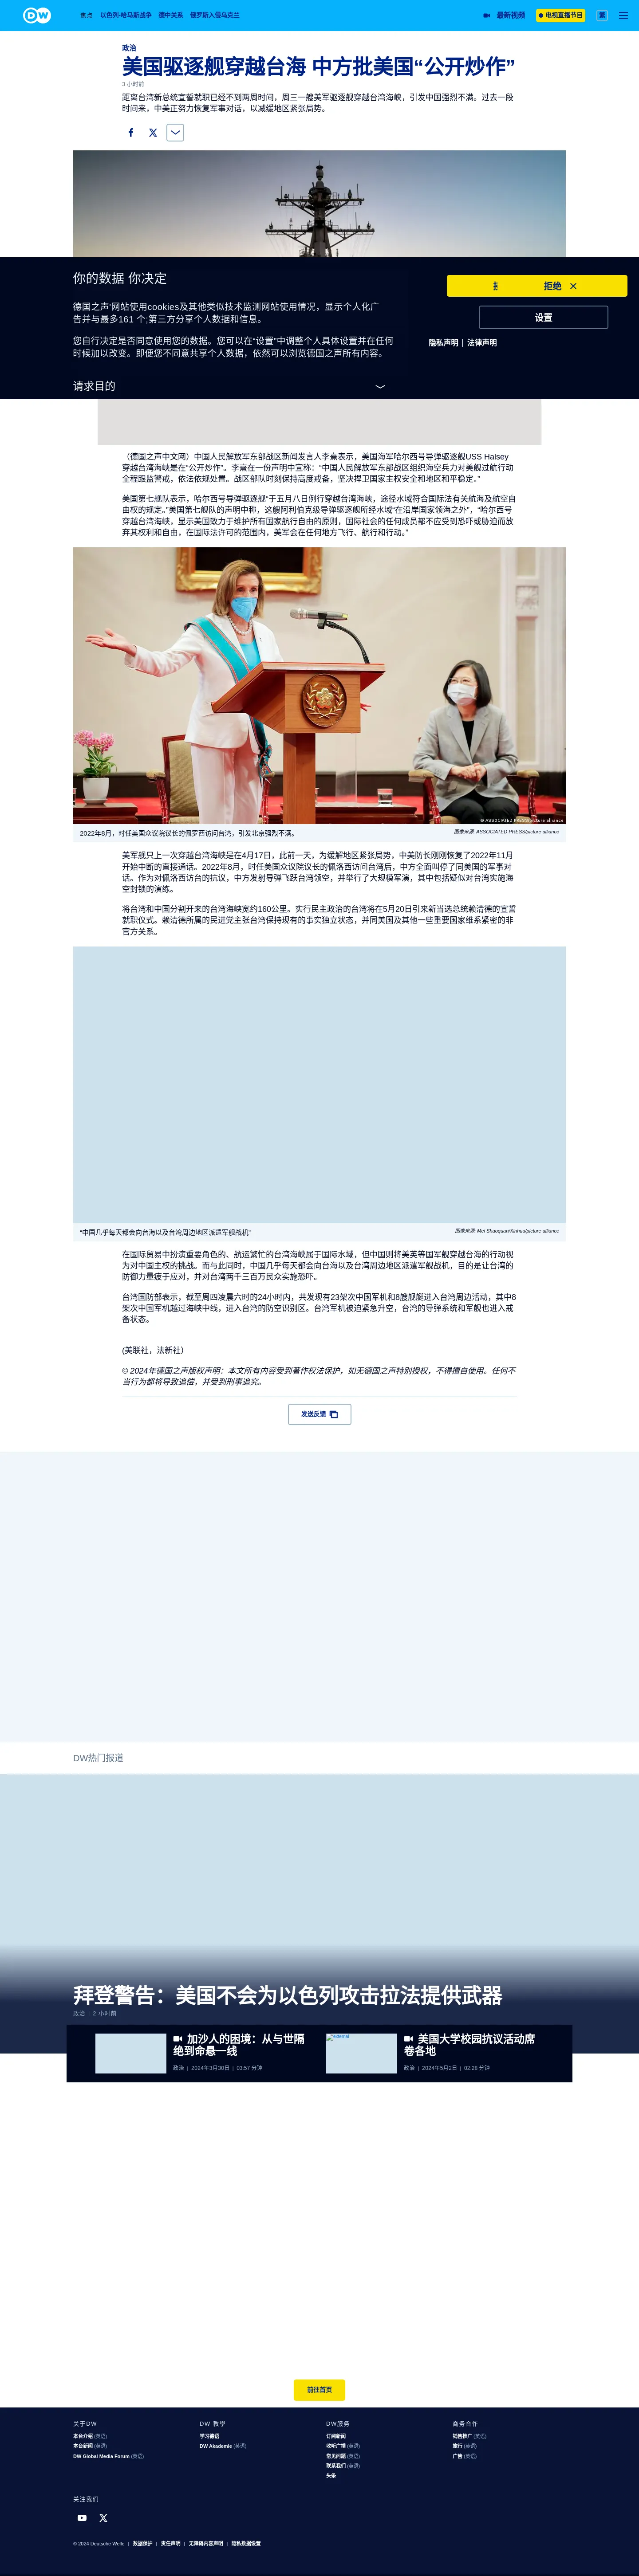 DW
焦点 以色列-哈马斯战争 德中关系 俄罗斯入侵乌克兰
最新视频
电视直播节目
繁
政治
美国驱逐舰穿越台海 中方批美国“公开炒作”
3 小时前
距离台湾新总统宣誓就职已经不到两周时间，周三一艘美军驱逐舰穿越台湾海峡，引发中国强烈不满。过去一段
时间来，中美正努力恢复军事对话，以减缓地区紧张局势。
你的数据 你决定
德国之声”网站使用cookies及其他类似技术监测网站使用情况，显示个人化广
告并与最多161 个;第三方分享个人数据和信息。
您自行决定是否同意使用您的数据。您可以在“设置”中调整个人具体设置并在任何
时候加以改变。即便您不同意共享个人数据，依然可以浏览德国之声所有内容。
请求目的
拒绝
设置
隐私声明 | 法律声明
（德国之声中文网）中国人民解放军东部战区新闻发言人李熹表示，美国海军哈尔西号导弹驱逐舰USS Halsey
穿越台湾海峡是在“公开炒作”。李熹在一份声明中宣称：“中国人民解放军东部战区组织海空兵力对美舰过航行动
全程跟监警戒，依法依规处置。战区部队时刻保持高度戒备，坚决捍卫国家主权安全和地区和平稳定。”
美国第七舰队表示，哈尔西号导弹驱逐舰“于五月八日例行穿越台湾海峡，途径水域符合国际法有关航海及航空自
由权的规定。”美国第七舰队的声明中称，这艘阿利伯克级导弹驱逐舰所经水域“在沿岸国家领海之外”，“哈尔西号
穿越台湾海峡，显示美国致力于维护所有国家航行自由的原则，国际社会的任何成员都不应受到恐吓或胁迫而放
弃其权利和自由，在国际法许可的范围内，美军会在任何地方飞行、航行和行动。”
© ASSOCIATED PRESS/picture alliance
2022年8月，时任美国众议院议长的佩罗西访问台湾，引发北京强烈不满。
图像来源: ASSOCIATED PRESS/picture alliance
美军舰只上一次穿越台湾海峡是在4月17日，此前一天，为缓解地区紧张局势，中美防长刚刚恢复了2022年11月
开始中断的直接通话。2022年8月，时任美国众议院议长的佩洛西访问台湾后，中方全面中停了同美国的军事对
话。作为对佩洛西访台的抗议，中方发射导弹飞跃台湾领空，并举行了大规模军演，其中包括疑似对台湾实施海
空封锁的演练。
将台湾和中国分割开来的台湾海峡宽约160公里。实行民主政治的台湾将在5月20日引来新当选总统赖清德的宣誓
就职仪式。赖清德所属的民进党主张台湾保持现有的事实独立状态，并同美国及其他一些重要国家维系紧密的非
官方关系。
“中国几乎每天都会向台海以及台湾周边地区派遣军舰战机”
图像来源: Mei Shaoquan/Xinhua/picture alliance
在国际贸易中扮演重要角色的、航运繁忙的台湾海峡属于国际水域，但中国则将美英等国军舰穿越台海的行动视
为对中国主权的挑战。而与此同时，中国几乎每天都会向台海以及台湾周边地区派遣军舰战机，目的是让台湾的
防御力量疲于应对，并对台湾两千三百万民众实施恐吓。
台湾国防部表示，截至周四凌晨六时的24小时内，共发现有23架次中国军机和8艘舰艇进入台湾周边活动，其中8
架次中国军机越过海峡中线，进入台湾的防空识别区。台湾军机被迫紧急升空，台湾的导弹系统和军舰也进入戒
备状态。
(美联社，法新社）
© 2024年德国之声版权声明：本文所有内容受到著作权法保护，如无德国之声特别授权，不得擅自使用。任何不
当行为都将导致追偿，并受到刑事追究。
发送反馈
DW热门报道
拜登警告：美国不会为以色列攻击拉法提供武器
政治 | 2 小时前
加沙人的困境：从与世隔
绝到命悬一线
政治 | 2024年3月30日 | 03:57 分钟
external
美国大学校园抗议活动席
卷各地
政治 | 2024年5月2日 | 02:28 分钟
前往首页
关于DW
本台介绍 (英语)
本台新闻 (英语)
DW Global Media Forum (英语)
DW 教學
学习德语
DW Akademie (英语)
DW服务
订阅新闻
收听广播 (英语)
常见问题 (英语)
联系我们 (英语)
头条
商务合作
销售推广 (英语)
旅行 (英语)
广告 (英语)
关注我们
© 2024 Deutsche Welle | 数据保护 | 责任声明 | 无障碍内容声明 | 隐私数据设置